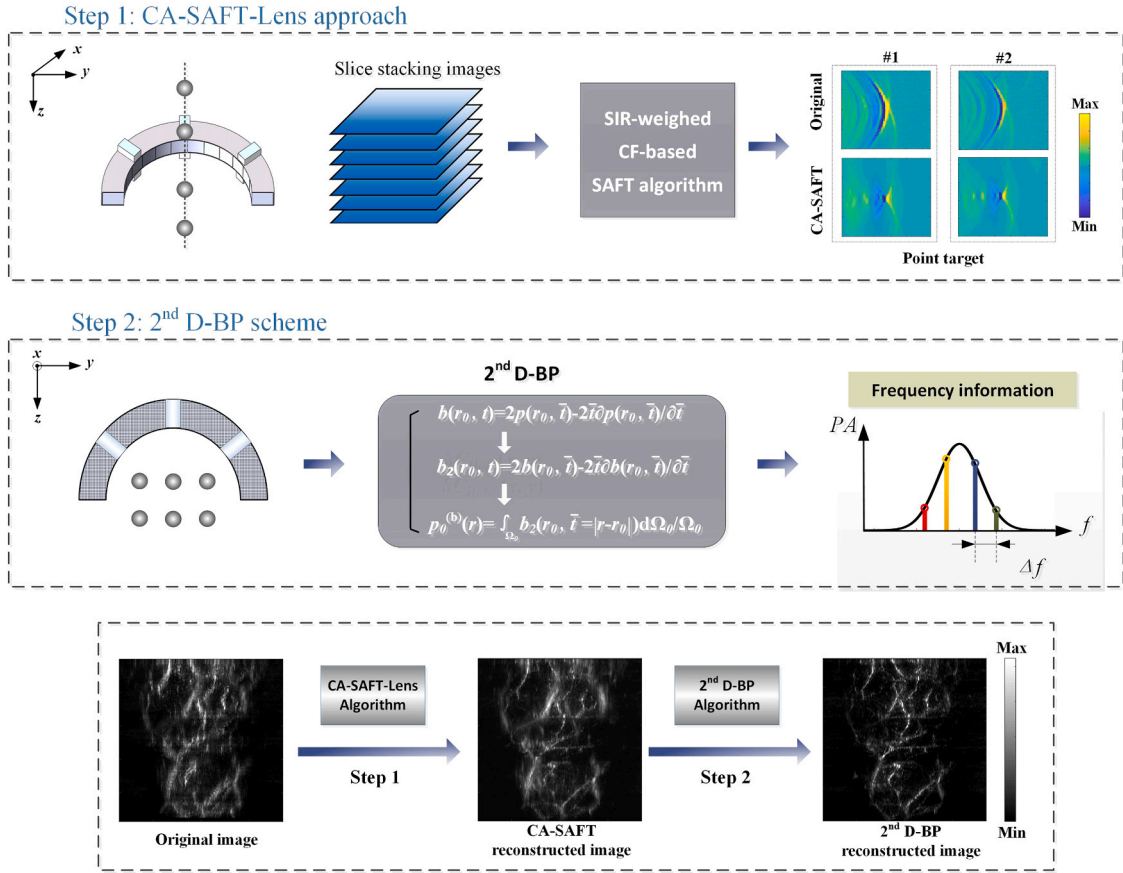 Step 1: CA-SAFT-Lens approach
x
y
z
Slice stacking images
SIR-weighed
CF-based
SAFT algorithm
#1
#2
Original
CA-SAFT
Max
Min
Point target
Step 2: 2nd D-BP scheme
x
y
z
2nd D-BP
b(r₀, t)=2p(r₀, t̄)-2t̄∂p(r₀, t̄)/∂t̄
b₂(r₀, t)=2b(r₀, t̄)-2t̄∂b(r₀, t̄)/∂t̄
p₀⁽ᵇ⁾(r)=∫Ω₀ b₂(r₀, t̄=|r-r₀|)dΩ₀/Ω₀
Frequency information
PA
f
Δf
CA-SAFT-Lens
Algorithm
Step 1
2nd D-BP
Algorithm
Step 2
Max
Min
Original image
CA-SAFT
reconstructed image
2nd D-BP
reconstructed image